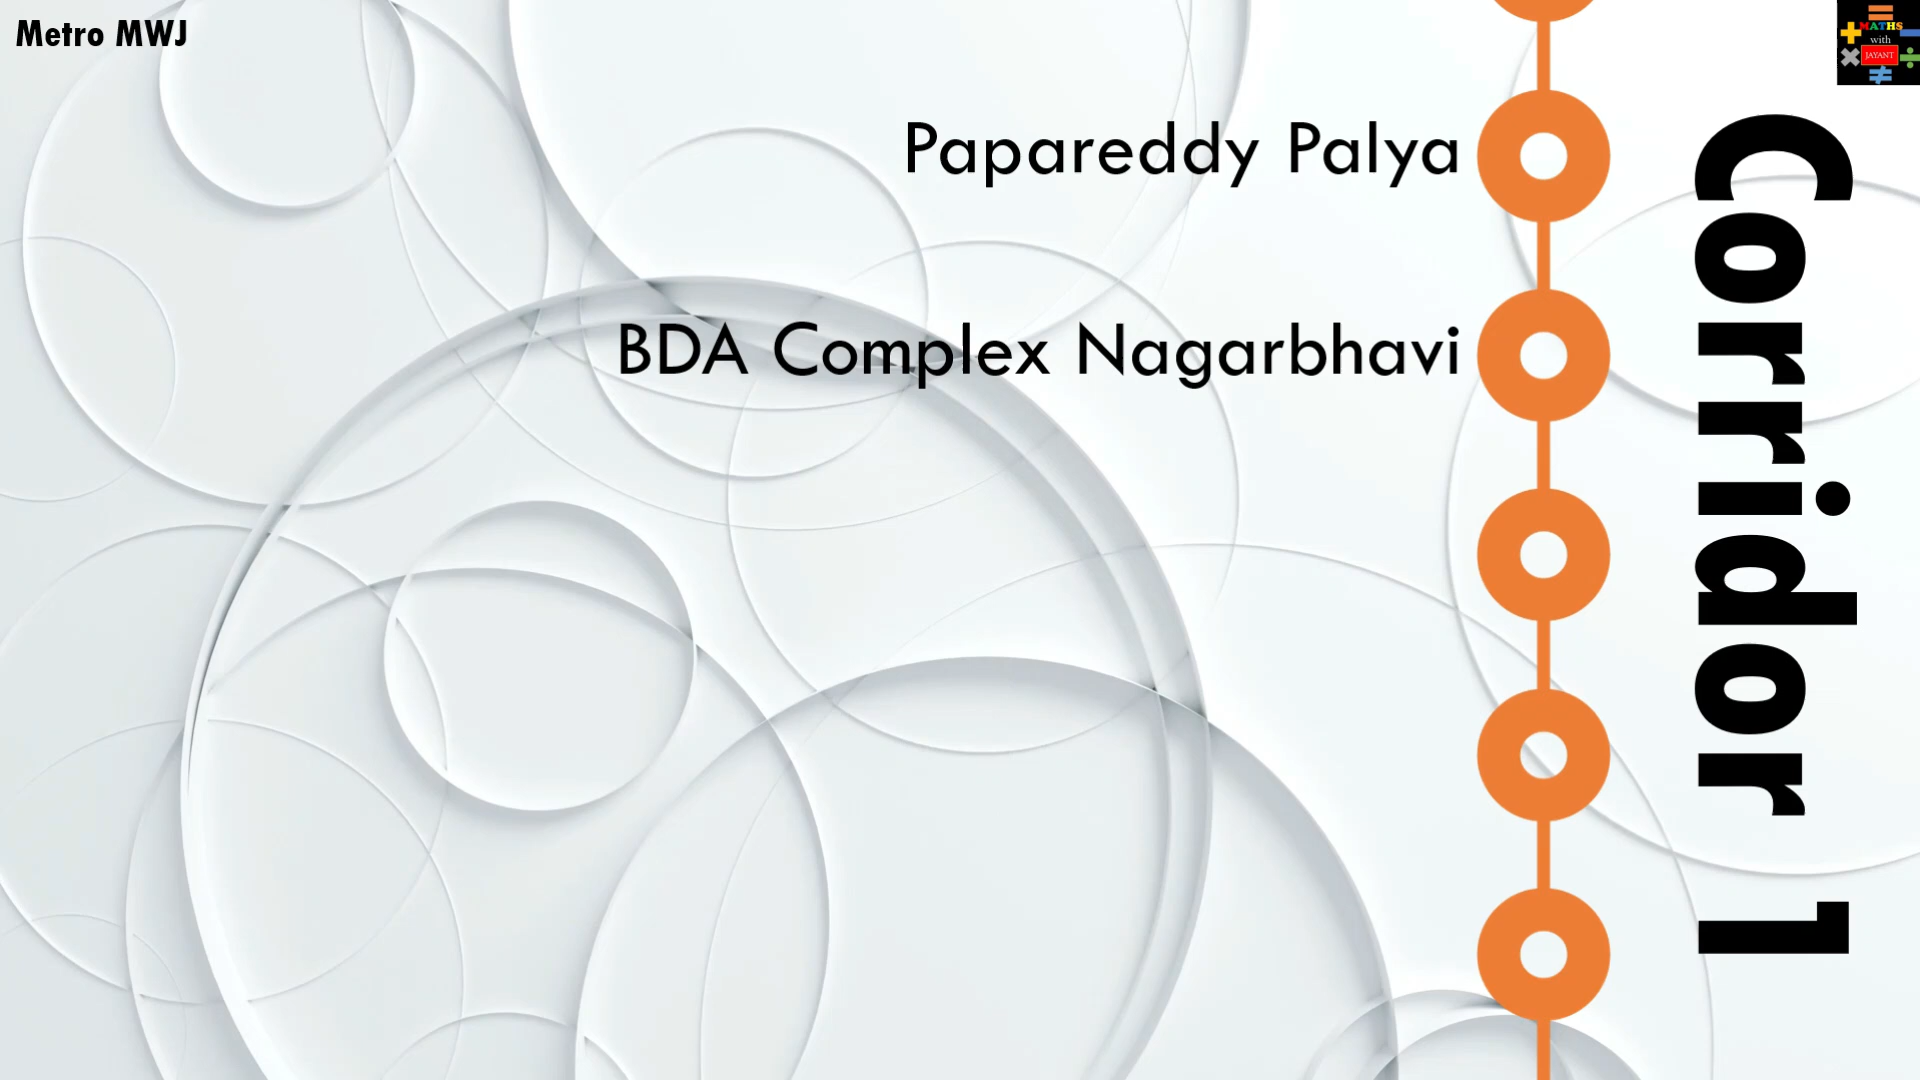 Metro MWJ
MATHS
with
JAYANT
Papareddy Palya
BDA Complex Nagarbhavi
Corridor 1